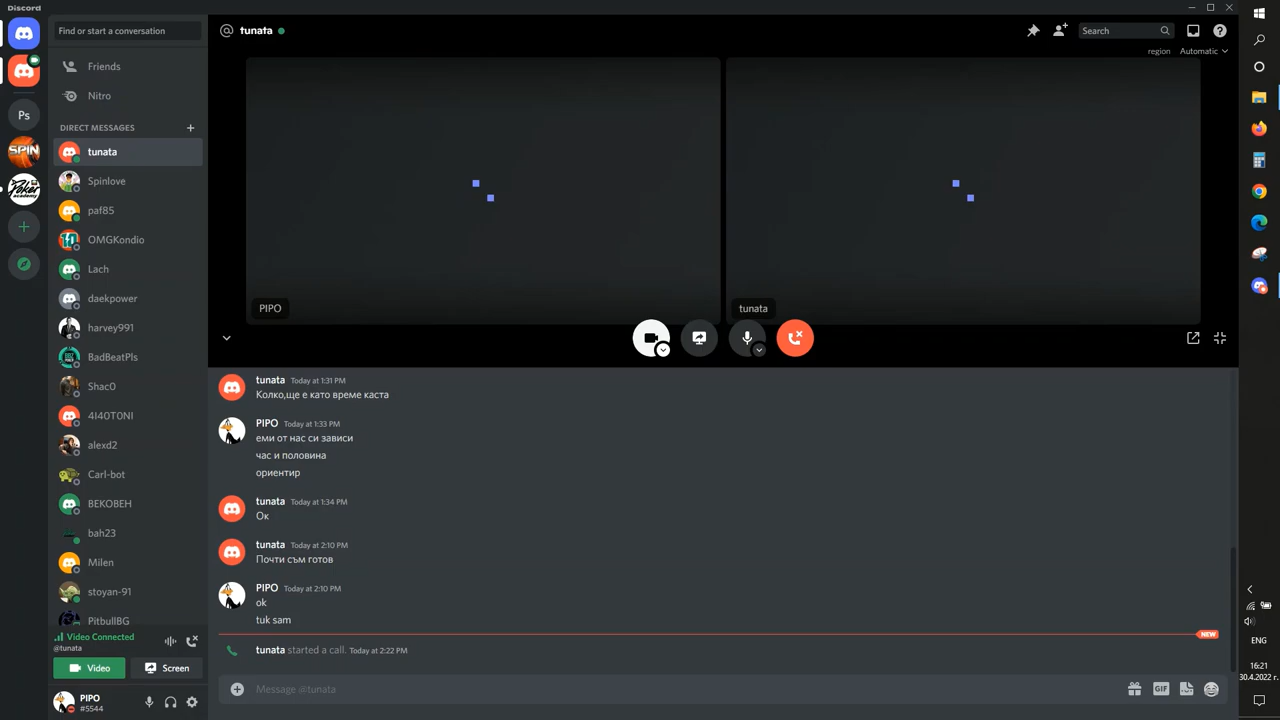 Discord
Find or start a conversation
Friends
Nitro
DIRECT MESSAGES
tunata
Spinlove
paf85
OMGKondio
Lach
daekpower
harvey991
BadBeatPls
Shac0
4I40T0NI
alexd2
Carl-bot
BEKOBEH
bah23
Milen
stoyan-91
PitbullBG
Video Connected
@tunata
Video
Screen
PIPO
#5544
Ps
SPIN
Poker
academy
tunata
Search
region Automatic
PIPO
tunata
tunata Today at 1:31 PM
Колко,ще е като време каста
PIPO Today at 1:33 PM
еми от нас си зависи
час и половина
ориентир
tunata Today at 1:34 PM
Ок
tunata Today at 2:10 PM
Почти съм готов
PIPO Today at 2:10 PM
ok
tuk sam
NEW
tunata started a call. Today at 2:22 PM
Message @tunata
GIF
ENG
16:21
30.4.2022 г.